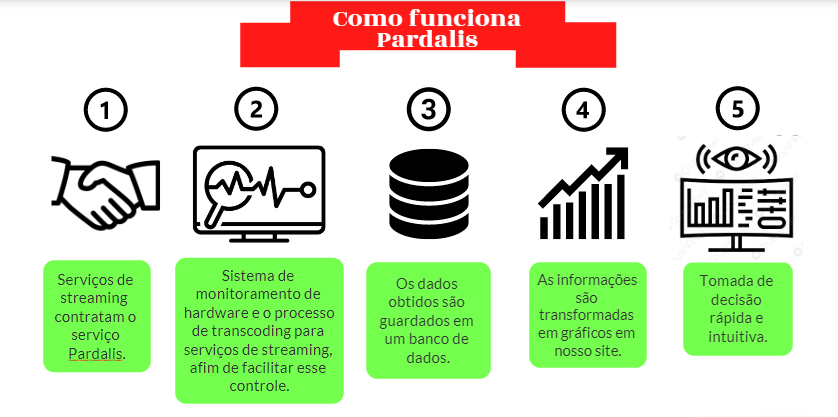 Como funciona
Pardalis
1
2
3
4
5
Serviços de
streaming
contratam o
serviço
Pardalis.
Sistema de
monitoramento de
hardware e o processo
de transcoding para
serviços de streaming,
afim de facilitar esse
controle.
Os dados
obtidos são
guardados em
um banco de
dados.
As informações
são
transformadas
em gráficos em
nosso site.
Tomada de
decisão
rápida e
intuitiva.